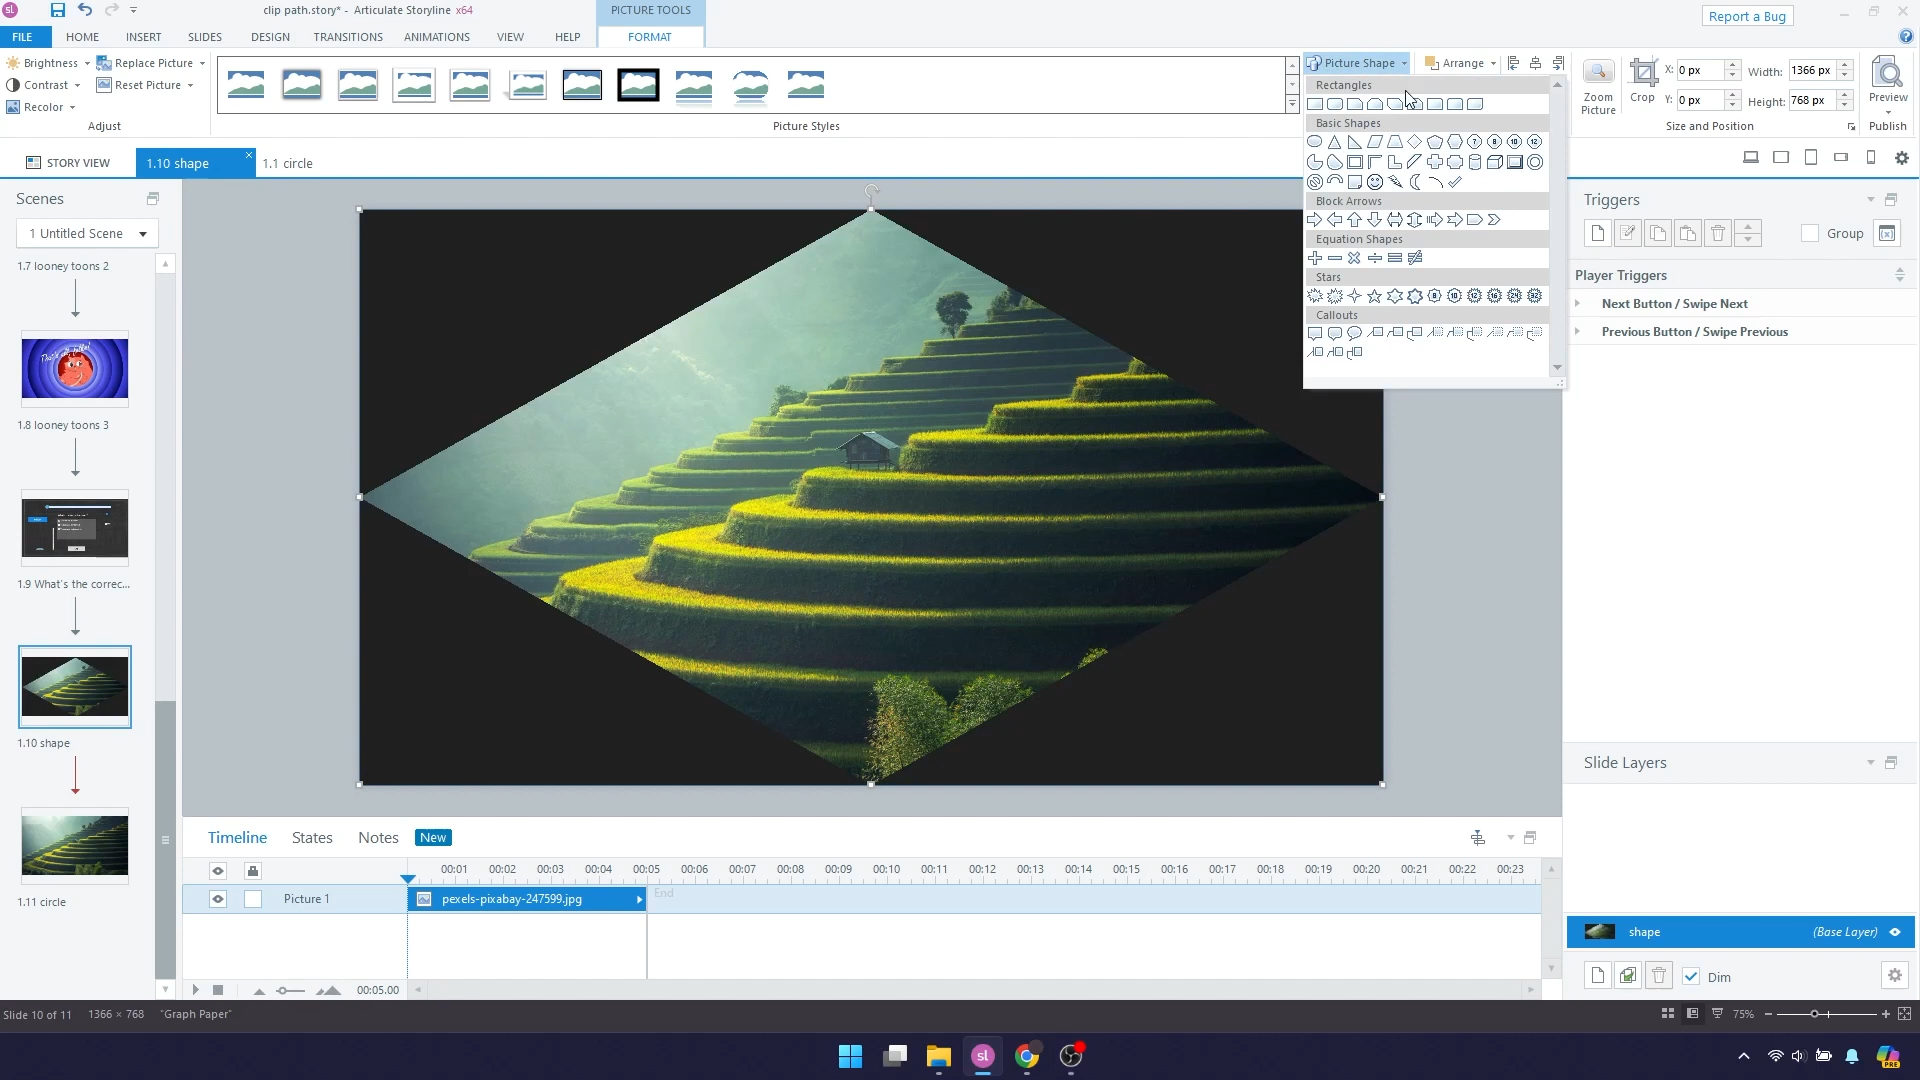 sl
clip path.story* - Articulate Storyline x64
PICTURE TOOLS
Report a Bug
FILE
HOME
INSERT
SLIDES
DESIGN
TRANSITIONS
ANIMATIONS
VIEW
HELP
FORMAT
Brightness
Replace Picture
Contrast
Reset Picture
Recolor
Adjust
Picture Styles
Picture Shape
Arrange
Zoom
Picture
Crop
X: 0 px
Width: 1366 px
Y: 0 px
Height: 768 px
Size and Position
Preview
Publish
Rectangles
Basic Shapes
Block Arrows
Equation Shapes
Stars
Callouts
STORY VIEW
1.10 shape
1.1 circle
Scenes
1 Untitled Scene
1.7 looney toons 2
That's all folks!
1.8 looney toons 3
1.9 What's the correc...
1.10 shape
1.11 circle
Triggers
Group
Player Triggers
Next Button / Swipe Next
Previous Button / Swipe Previous
Slide Layers
shape
(Base Layer)
Dim
Timeline
States
Notes
New
00:01 00:02 00:03 00:04 00:05 00:06 00:07 00:08 00:09 00:10 00:11 00:12 00:13 00:14 00:15 00:16 00:17 00:18 00:19 00:20 00:21 00:22 00:23
Picture 1
pexels-pixabay-247599.jpg
End
00:05.00
Slide 10 of 11
1366 × 768
"Graph Paper"
75%
sl
PRE